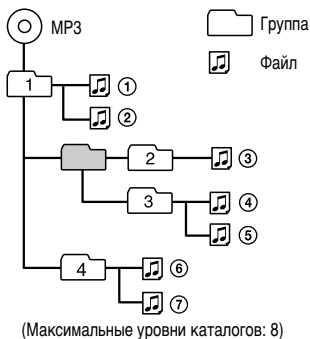 MP3
Группа
Файл
1
①
②
2
③
3
④
⑤
4
⑥
⑦
(Максимальные уровни каталогов: 8)